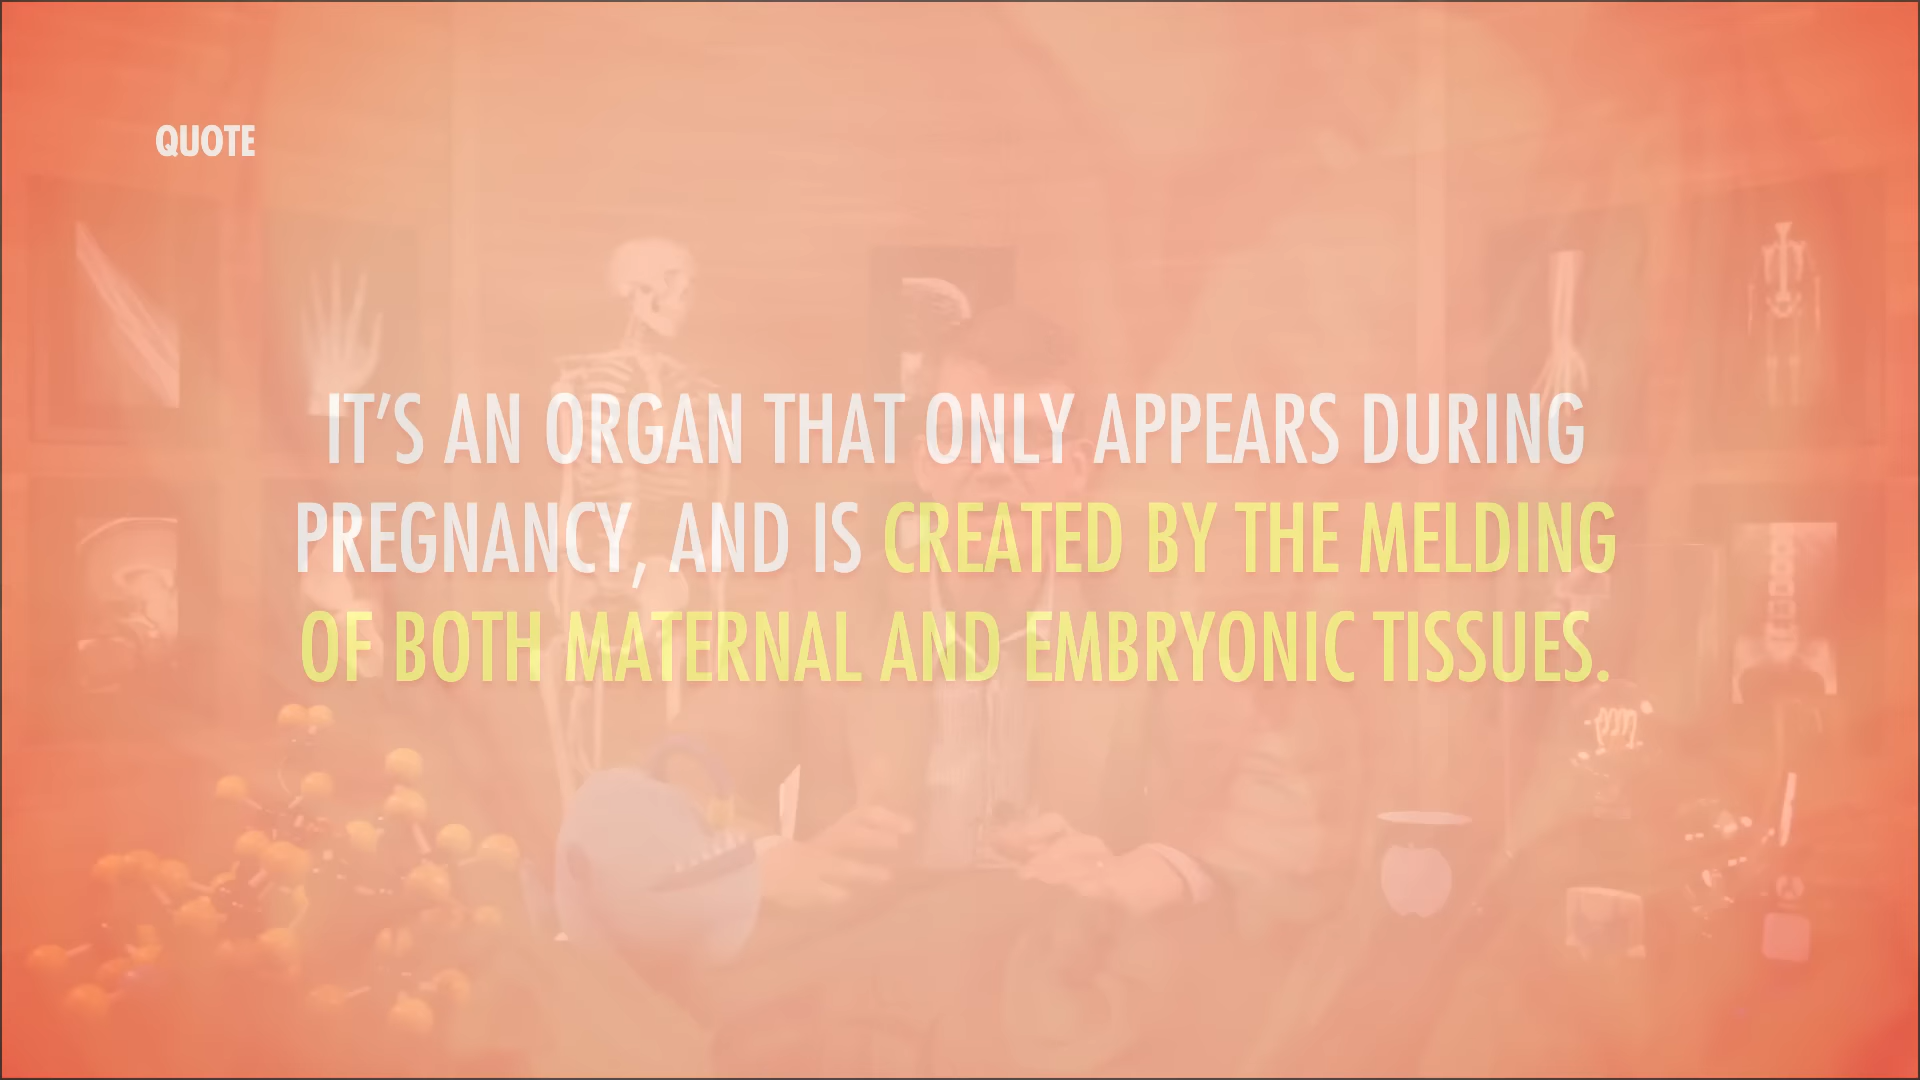 QUOTE
IT'S AN ORGAN THAT ONLY APPEARS DURING
PREGNANCY, AND IS CREATED BY THE MELDING
OF BOTH MATERNAL AND EMBRYONIC TISSUES.